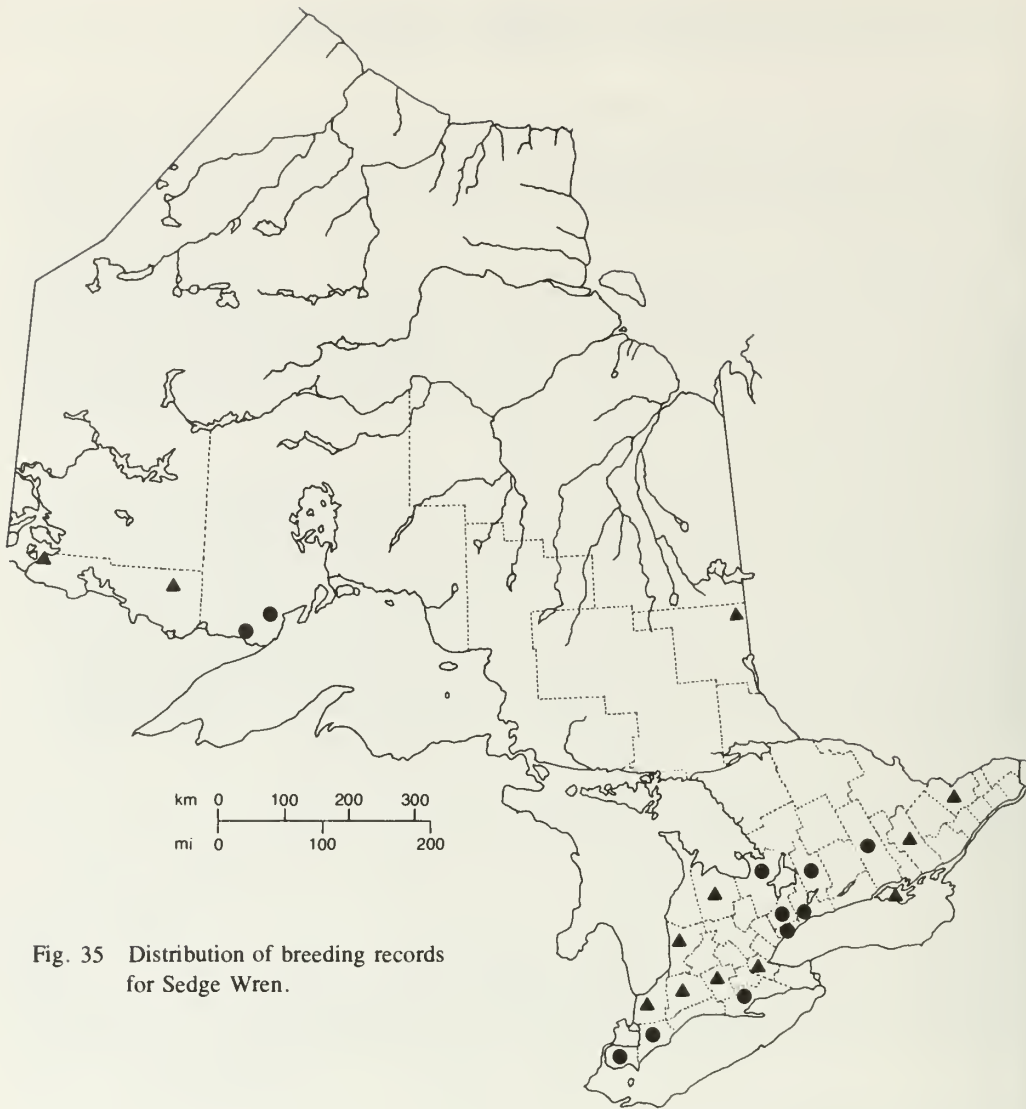 km 0 100 200 300
mi 0 100 200
Fig. 35 Distribution of breeding records
for Sedge Wren.